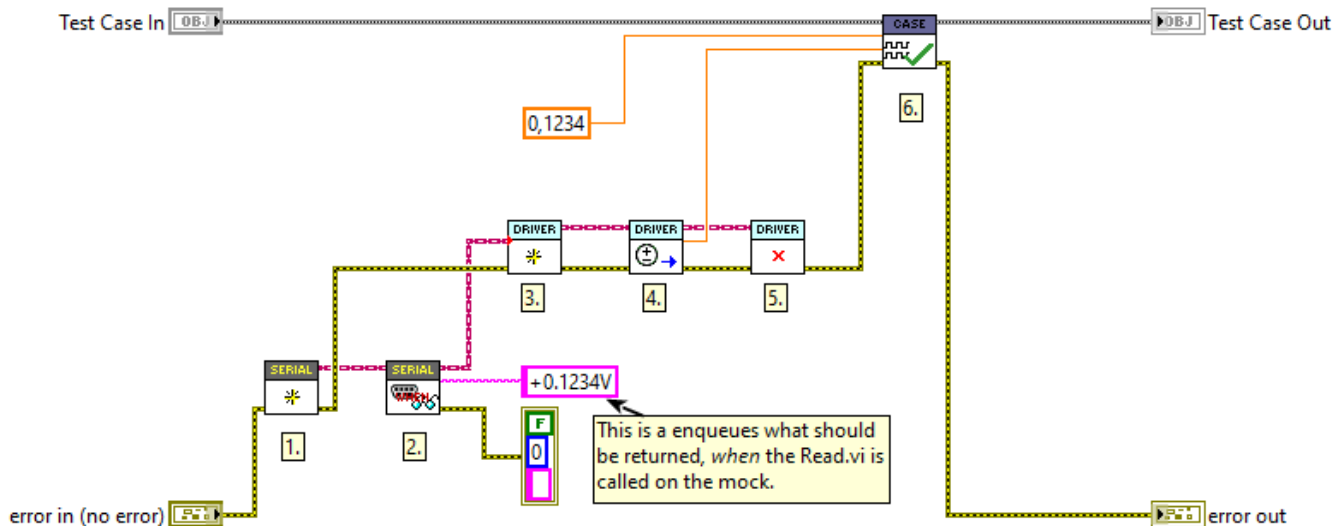 Test Case In
OBJ
CASE
OBJ
Test Case Out
6.
0,1234
DRIVER
DRIVER
DRIVER
3.
4.
5.
SERIAL
SERIAL
+0.1234V
1.
2.
F
0
This is a enqueues what should
be returned, when the Read.vi is
called on the mock.
error in (no error)
error out